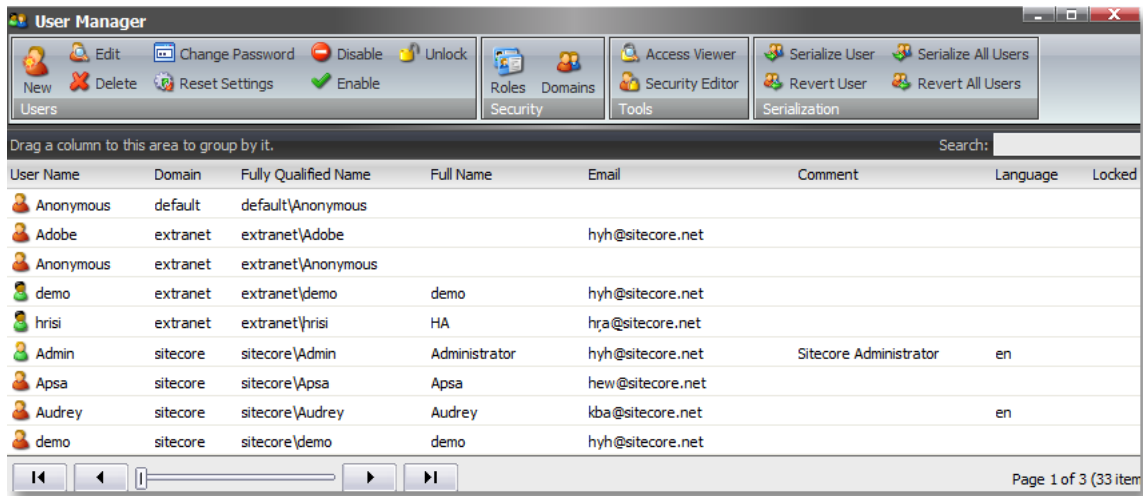 User Manager
New Edit Change Password Disable Unlock
Delete Reset Settings Enable
Users
Roles Domains
Security
Access Viewer
Security Editor
Tools
Serialize User Serialize All Users
Revert User Revert All Users
Serialization
Drag a column to this area to group by it. Search:
User Name Domain Fully Qualified Name Full Name Email Comment Language Locked
Anonymous default default\Anonymous
Adobe extranet extranet\Adobe hyh@sitecore.net
Anonymous extranet extranet\Anonymous
demo extranet extranet\demo demo hyh@sitecore.net
hrisi extranet extranet\hrisi HA hra@sitecore.net
Admin sitecore sitecore\Admin Administrator hyh@sitecore.net Sitecore Administrator en
Apsa sitecore sitecore\Apsa Apsa hew@sitecore.net
Audrey sitecore sitecore\Audrey Audrey kba@sitecore.net en
demo sitecore sitecore\demo demo hyh@sitecore.net
Page 1 of 3 (33 item